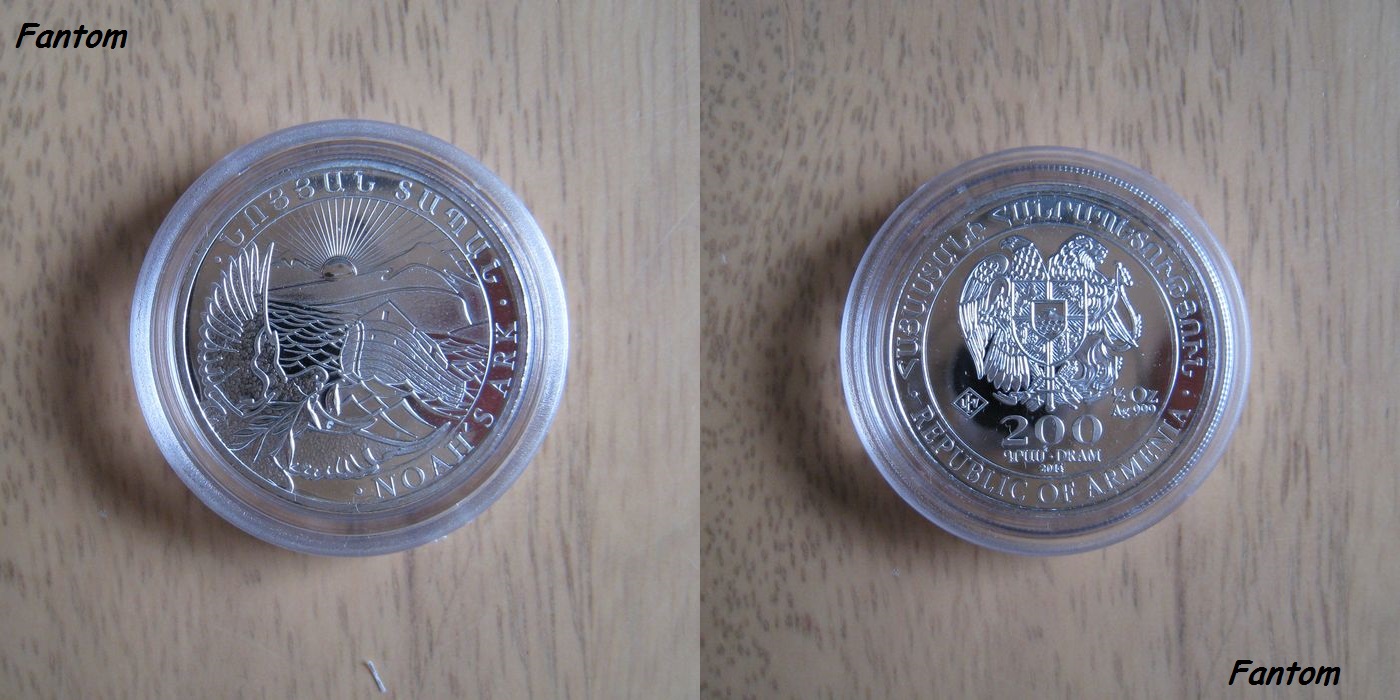 Fantom
· ՆՈՅՅԱՆ ՏԱՊԱՆ ·
· NOAH'S ARK
ՀԱՅԱՍՏԱՆԻ ՀԱՆՐԱՊԵՏՈՒԹՅՈՒՆ
½ Oz
Ag 999
200
ԴՐԱՄ · DRAM
2014
· REPUBLIC OF ARMENIA ·
Fantom